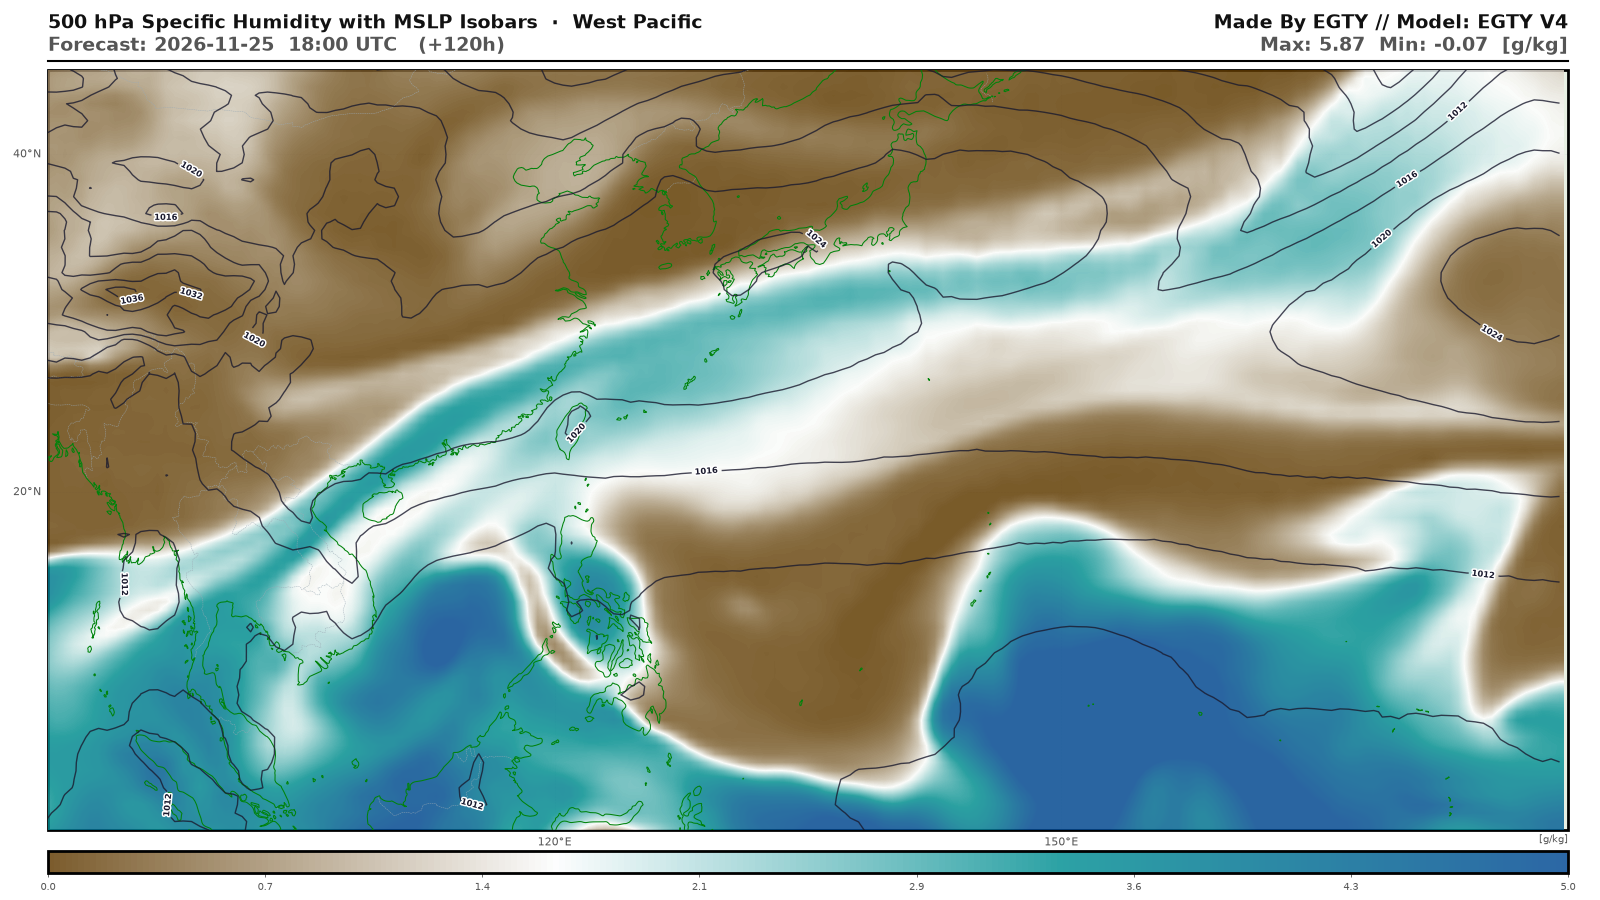 500 hPa Specific Humidity with MSLP Isobars · West Pacific
Made By EGTY // Model: EGTY V4
Forecast: 2026-11-25 18:00 UTC (+120h)
Max: 5.87 Min: -0.07 [g/kg]
1012
40°N
1020
1016
1016
1024
1020
1032
1036
1024
1020
1020
1016
20°N
1012
1012
1012
1012
120°E
150°E
[g/kg]
0.0
0.7
1.4
2.1
2.9
3.6
4.3
5.0